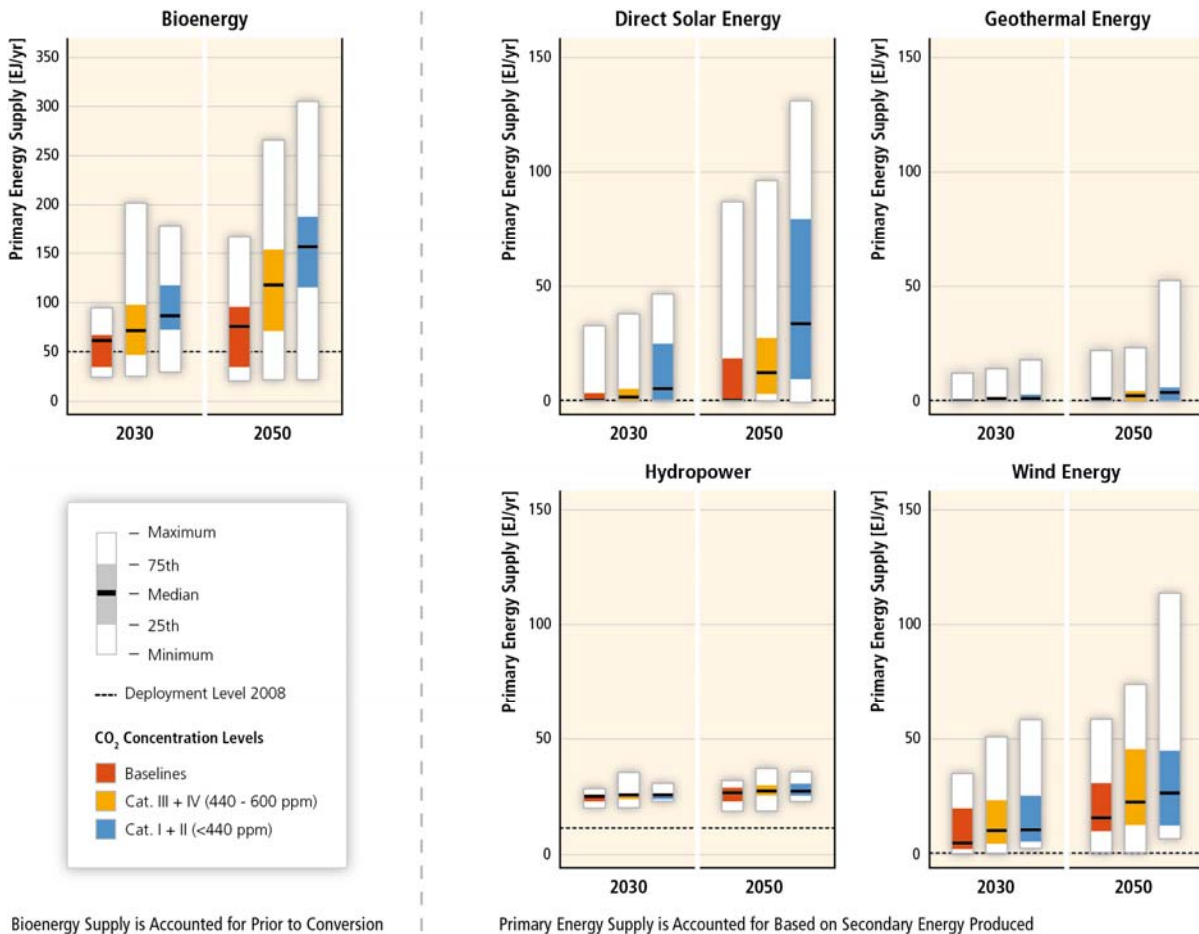 Bioenergy
Primary Energy Supply [EJ/yr)
350
300
250
200
150
100
50
0
2030
2050
Direct Solar Energy
Primary Energy Supply [EJ/yr)
150
100
50
0
2030
2050
Geothermal Energy
Primary Energy Supply [EJ/yr)
150
100
50
0
2030
2050
Maximum
75th
Median
25th
Minimum
Deployment Level 2008
CO₂ Concentration Levels
Baselines
Cat. III + IV (440 - 600 ppm)
Cat. I + II (<440 ppm)
Hydropower
Primary Energy Supply [EJ/yr)
150
100
50
0
2030
2050
Wind Energy
Primary Energy Supply [EJ/yr)
150
100
50
0
2030
2050
Bioenergy Supply is Accounted for Prior to Conversion
Primary Energy Supply is Accounted for Based on Secondary Energy Produced